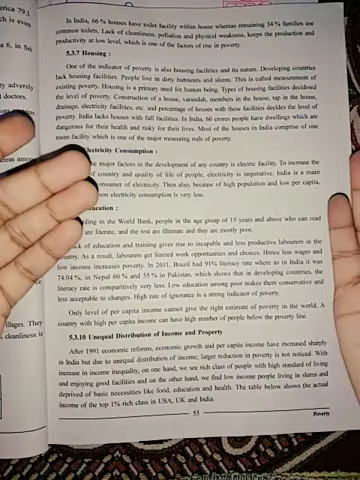 erica 79.1
ch is even
a 6, in Sri
ty adversely
l doctors.
ereas among
illages. They
, cleanliness is
In India, 66 % houses have toilet facility within house whereas remaining 34 % families use
common toilets. Lack of cleanliness, pollution and physical weakness, keeps the production and
productivity at low level, which is one of the factors of rise in poverty.
5.3.7 Housing :
One of the indicator of poverty is also housing facilities and its nature. Developing countries
lack housing facilities. People live in dirty hutments and slums. This is called measurement of
existing poverty. Housing is a primary need for human being. Types of housing facilities decided
the level of poverty. Construction of a house, varandah, members in the house, tap in the house,
drainage, electricity facilities, etc. and percentage of houses with these facilities decides the level of
poverty. India lacks houses with full facilities. In India, 60 crores people have dwellings which are
dangerous for their health and risky for their lives. Most of the houses in India comprise of one
room facility which is one of the major measuring rods of poverty.
lectricity Consumption :
major factors in the development of any country is electric facility. To increase the
of country and quality of life of people, electricity is imperative. India is a main
onsumer of electricity. Then also, because of high population and low per capita,
electricity consumption is very less.
ucation :
ding to the World Bank, people in the age group of 15 years and above who can read
are literate, and the rest are illiterate and they are mostly poor.
ck of education and training gives rise to incapable and less productive labourers in the
untry. As a result, labourers get limited work opportunities and choices. Hence less wages and
low income increases poverty. In 2011, Brazil had 91% literacy rate where as in India it was
74.04 %, in Nepal 60 % and 55 % in Pakistan, which shows that in developing countries, the
literacy rate is comparitively very less. Low education among poor makes them conservative and
less acceptable to changes. High rate of ignorance is a strong indicator of poverty.
Only level of per capita income cannot give the right estimate of poverty in the world. A
country with high per capita income can have high number of people below the poverty line.
5.3.10 Unequal Distribution of Income and Property
After 1991 economic reforms, economic growth and per capita income have increased sharply
in India but due to unequal distribution of income, larger reduction in poverty is not noticed. With
increase in income inequality, on one hand, we see rich class of people with high standard of living
and enjoying good facilities and on the other hand, we find low income people living in slums and
deprived of basic necessities like food, education and health. The table below shows the actual
income of the top 1% rich class in USA, UK and India.
55
Poverty